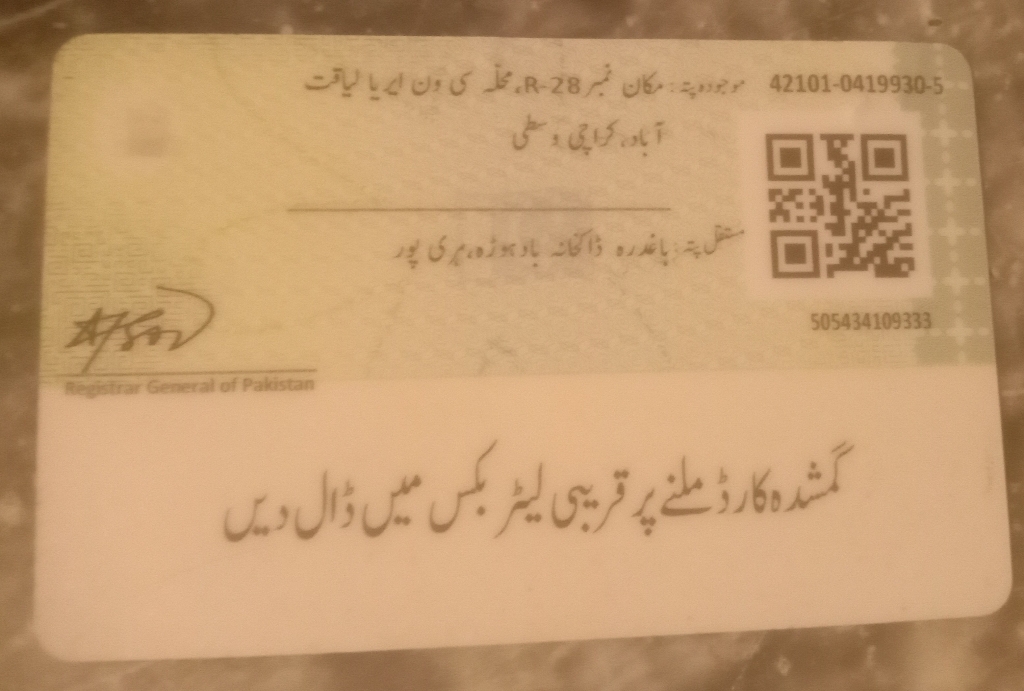 42101-0419930-5
موجودہ پتہ: مکان نمبر R-28، محلہ سی ون ایریا لیاقت
آباد، کراچی وسطی
مستقل پتہ: باغدرہ ڈاکخانہ بادہوڑہ، ہری پور
505434109333
Registrar General of Pakistan
گمشدہ کارڈ ملنے پر قریبی لیٹر بکس میں ڈال دیں